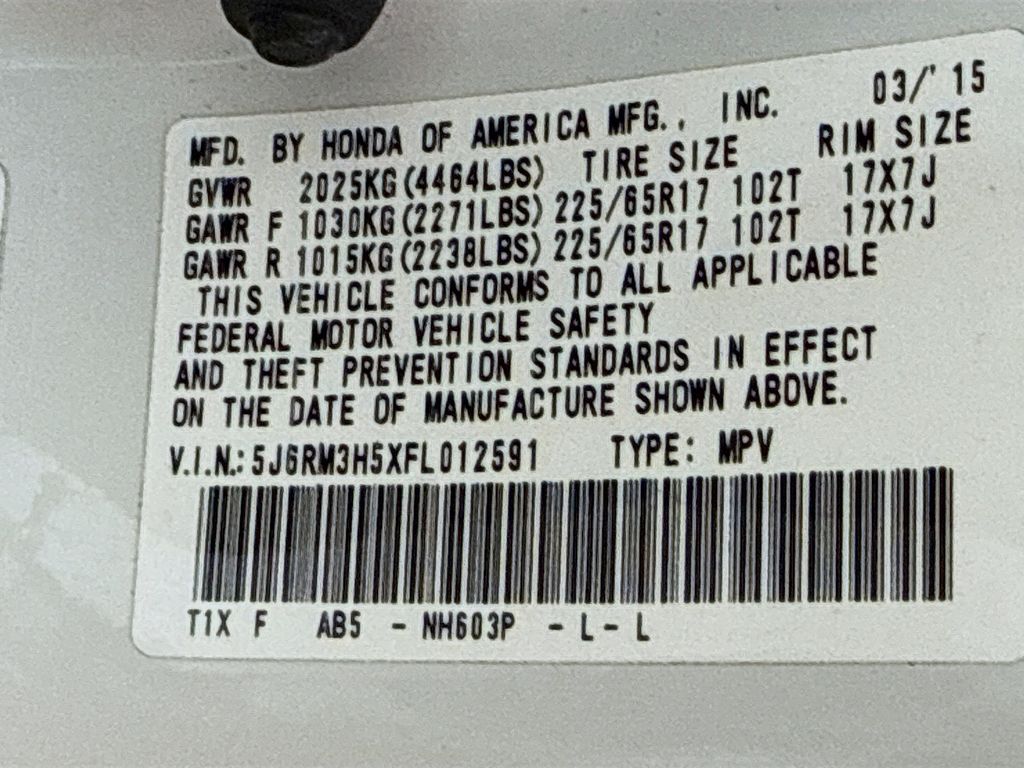 MFD. BY HONDA OF AMERICA MFG., INC. 03/'15
GVWR 2025KG(4464LBS) TIRE SIZE RIM SIZE
GAWR F 1030KG(2271LBS) 225/65R17 102T 17X7J
GAWR R 1015KG(2238LBS) 225/65R17 102T 17X7J
THIS VEHICLE CONFORMS TO ALL APPLICABLE
FEDERAL MOTOR VEHICLE SAFETY
AND THEFT PREVENTION STANDARDS IN EFFECT
ON THE DATE OF MANUFACTURE SHOWN ABOVE.
V.I.N.: 5J6RM3H5XFL012591 TYPE: MPV
T1X F AB5 - NH603P - L - L